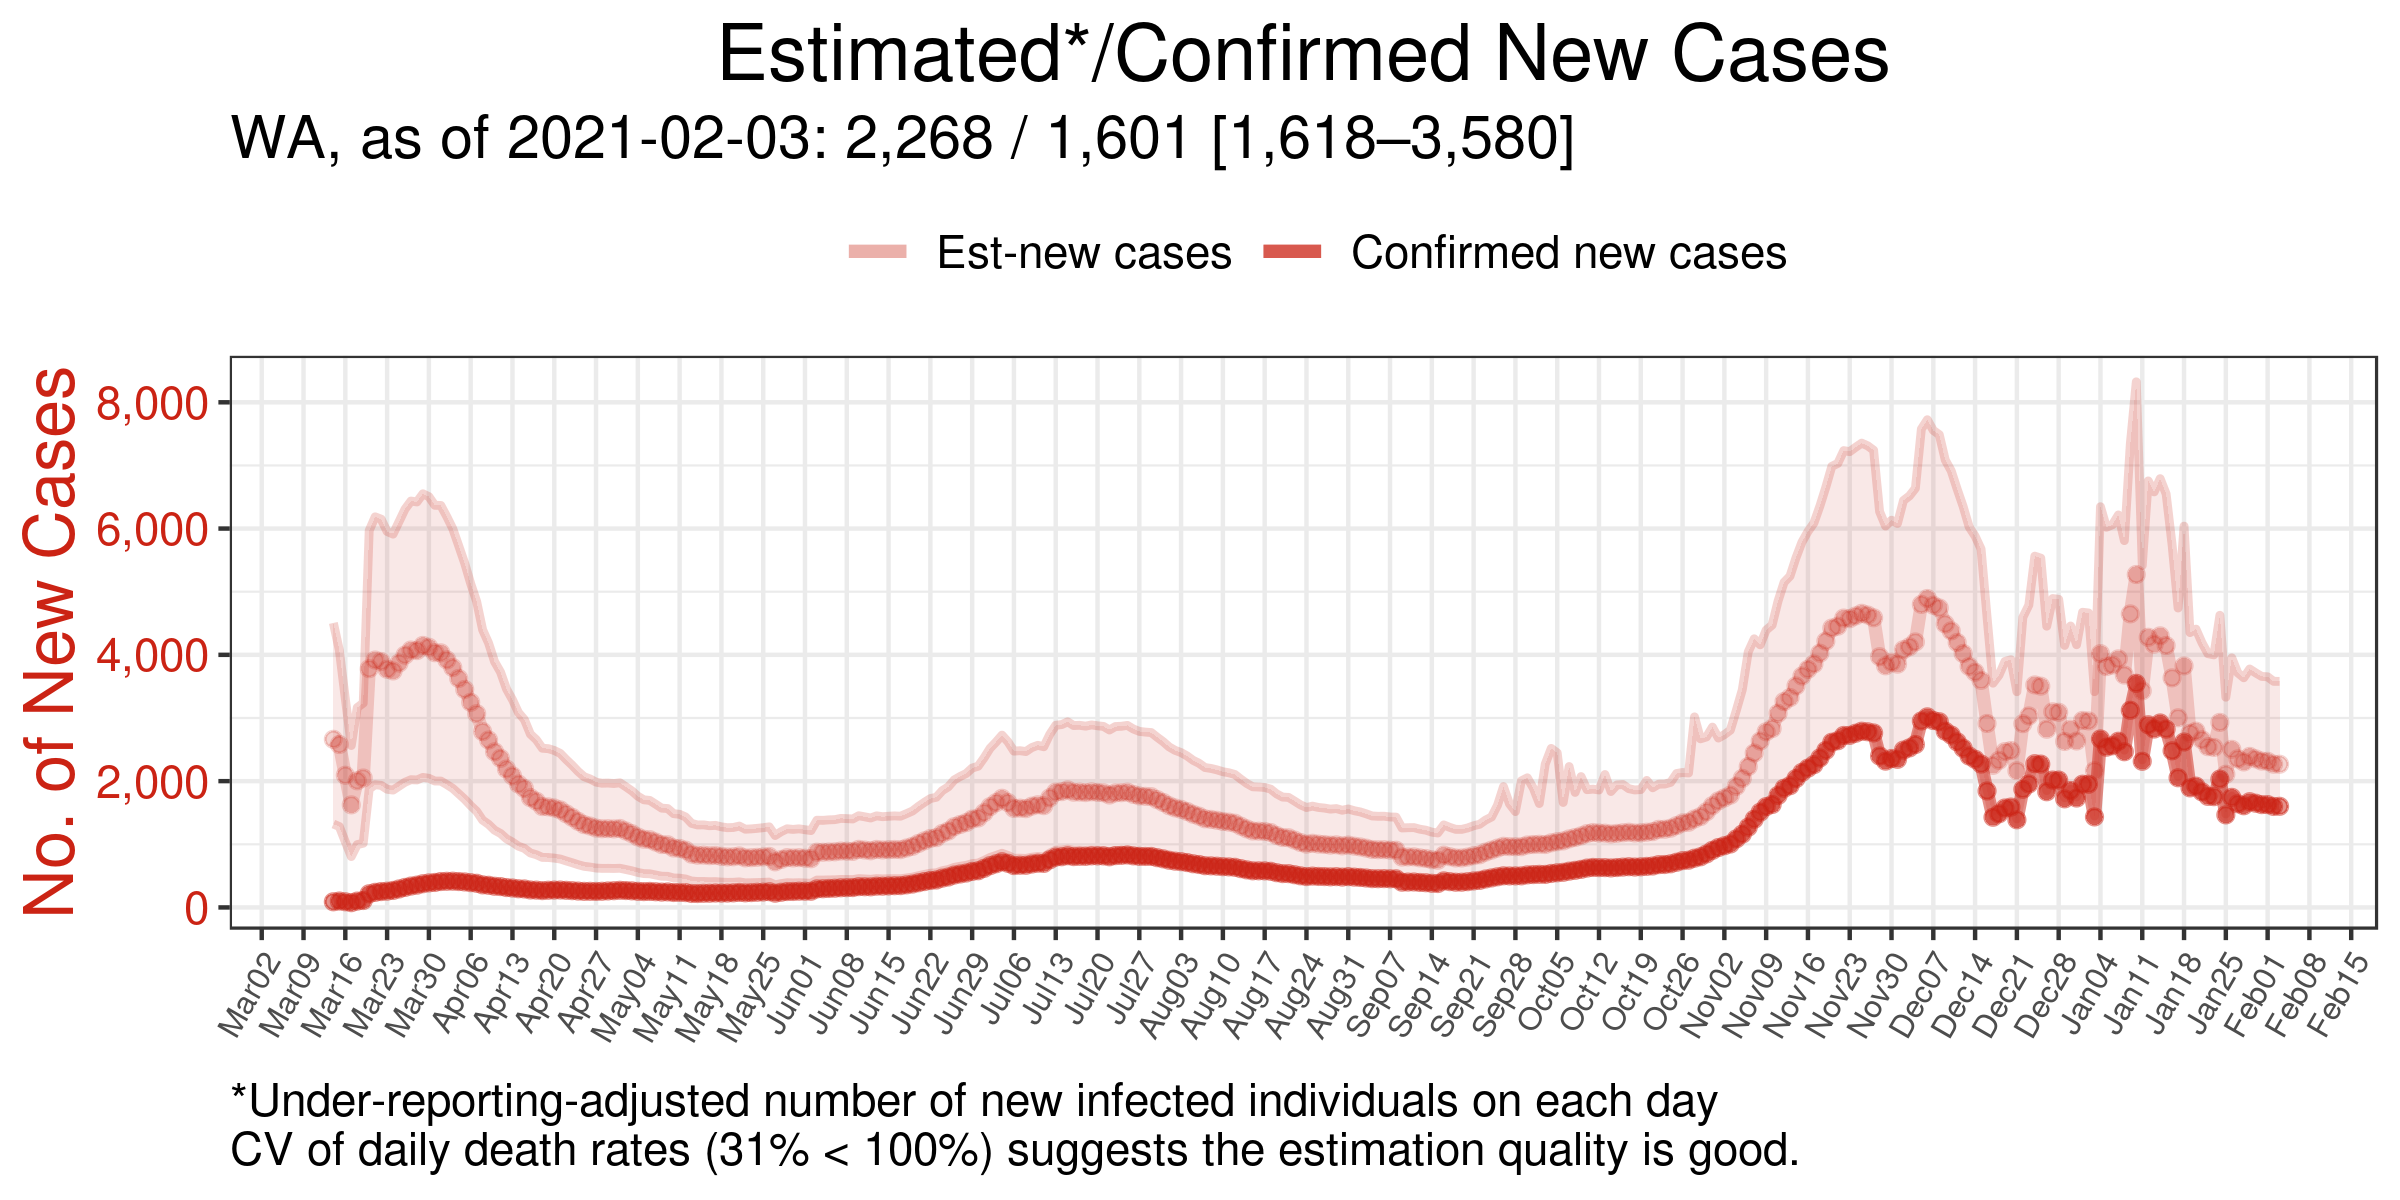 Estimated*/Confirmed New Cases
WA, as of 2021-02-03: 2,268 / 1,601 [1,618–3,580]
Est-new cases
Confirmed new cases
No. of New Cases
8,000
6,000
4,000
2,000
0
Mar02
Mar09
Mar16
Mar23
Mar30
Apr06
Apr13
Apr20
Apr27
May04
May11
May18
May25
Jun01
Jun08
Jun15
Jun22
Jun29
Jul06
Jul13
Jul20
Jul27
Aug03
Aug10
Aug17
Aug24
Aug31
Sep07
Sep14
Sep21
Sep28
Oct05
Oct12
Oct19
Oct26
Nov02
Nov09
Nov16
Nov23
Nov30
Dec07
Dec14
Dec21
Dec28
Jan04
Jan11
Jan18
Jan25
Feb01
Feb08
Feb15
*Under-reporting-adjusted number of new infected individuals on each day
CV of daily death rates (31% < 100%) suggests the estimation quality is good.